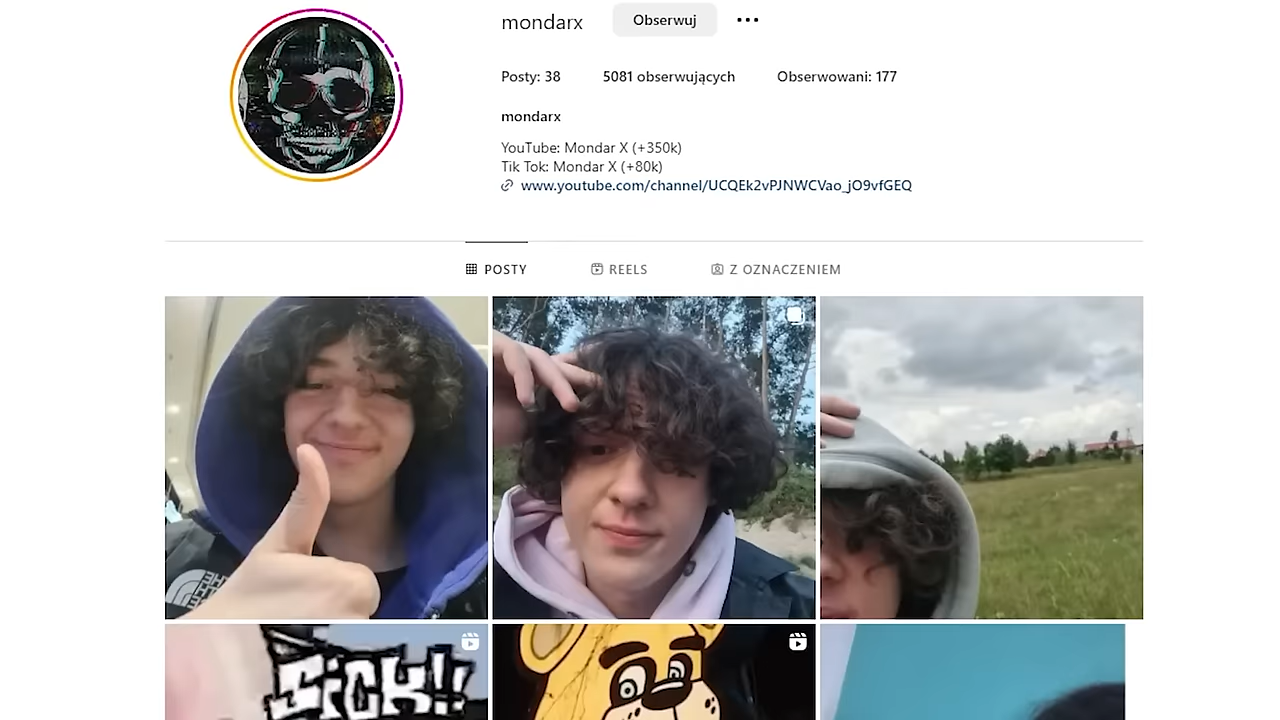 mondarx
Obserwuj
Posty: 38 5081 obserwujących Obserwowani: 177
mondarx
YouTube: Mondar X (+350k)
Tik Tok: Mondar X (+80k)
www.youtube.com/channel/UCQEk2vPJNWCVao_jO9vfGEQ
POSTY REELS Z OZNACZENIEM
SiCK!!